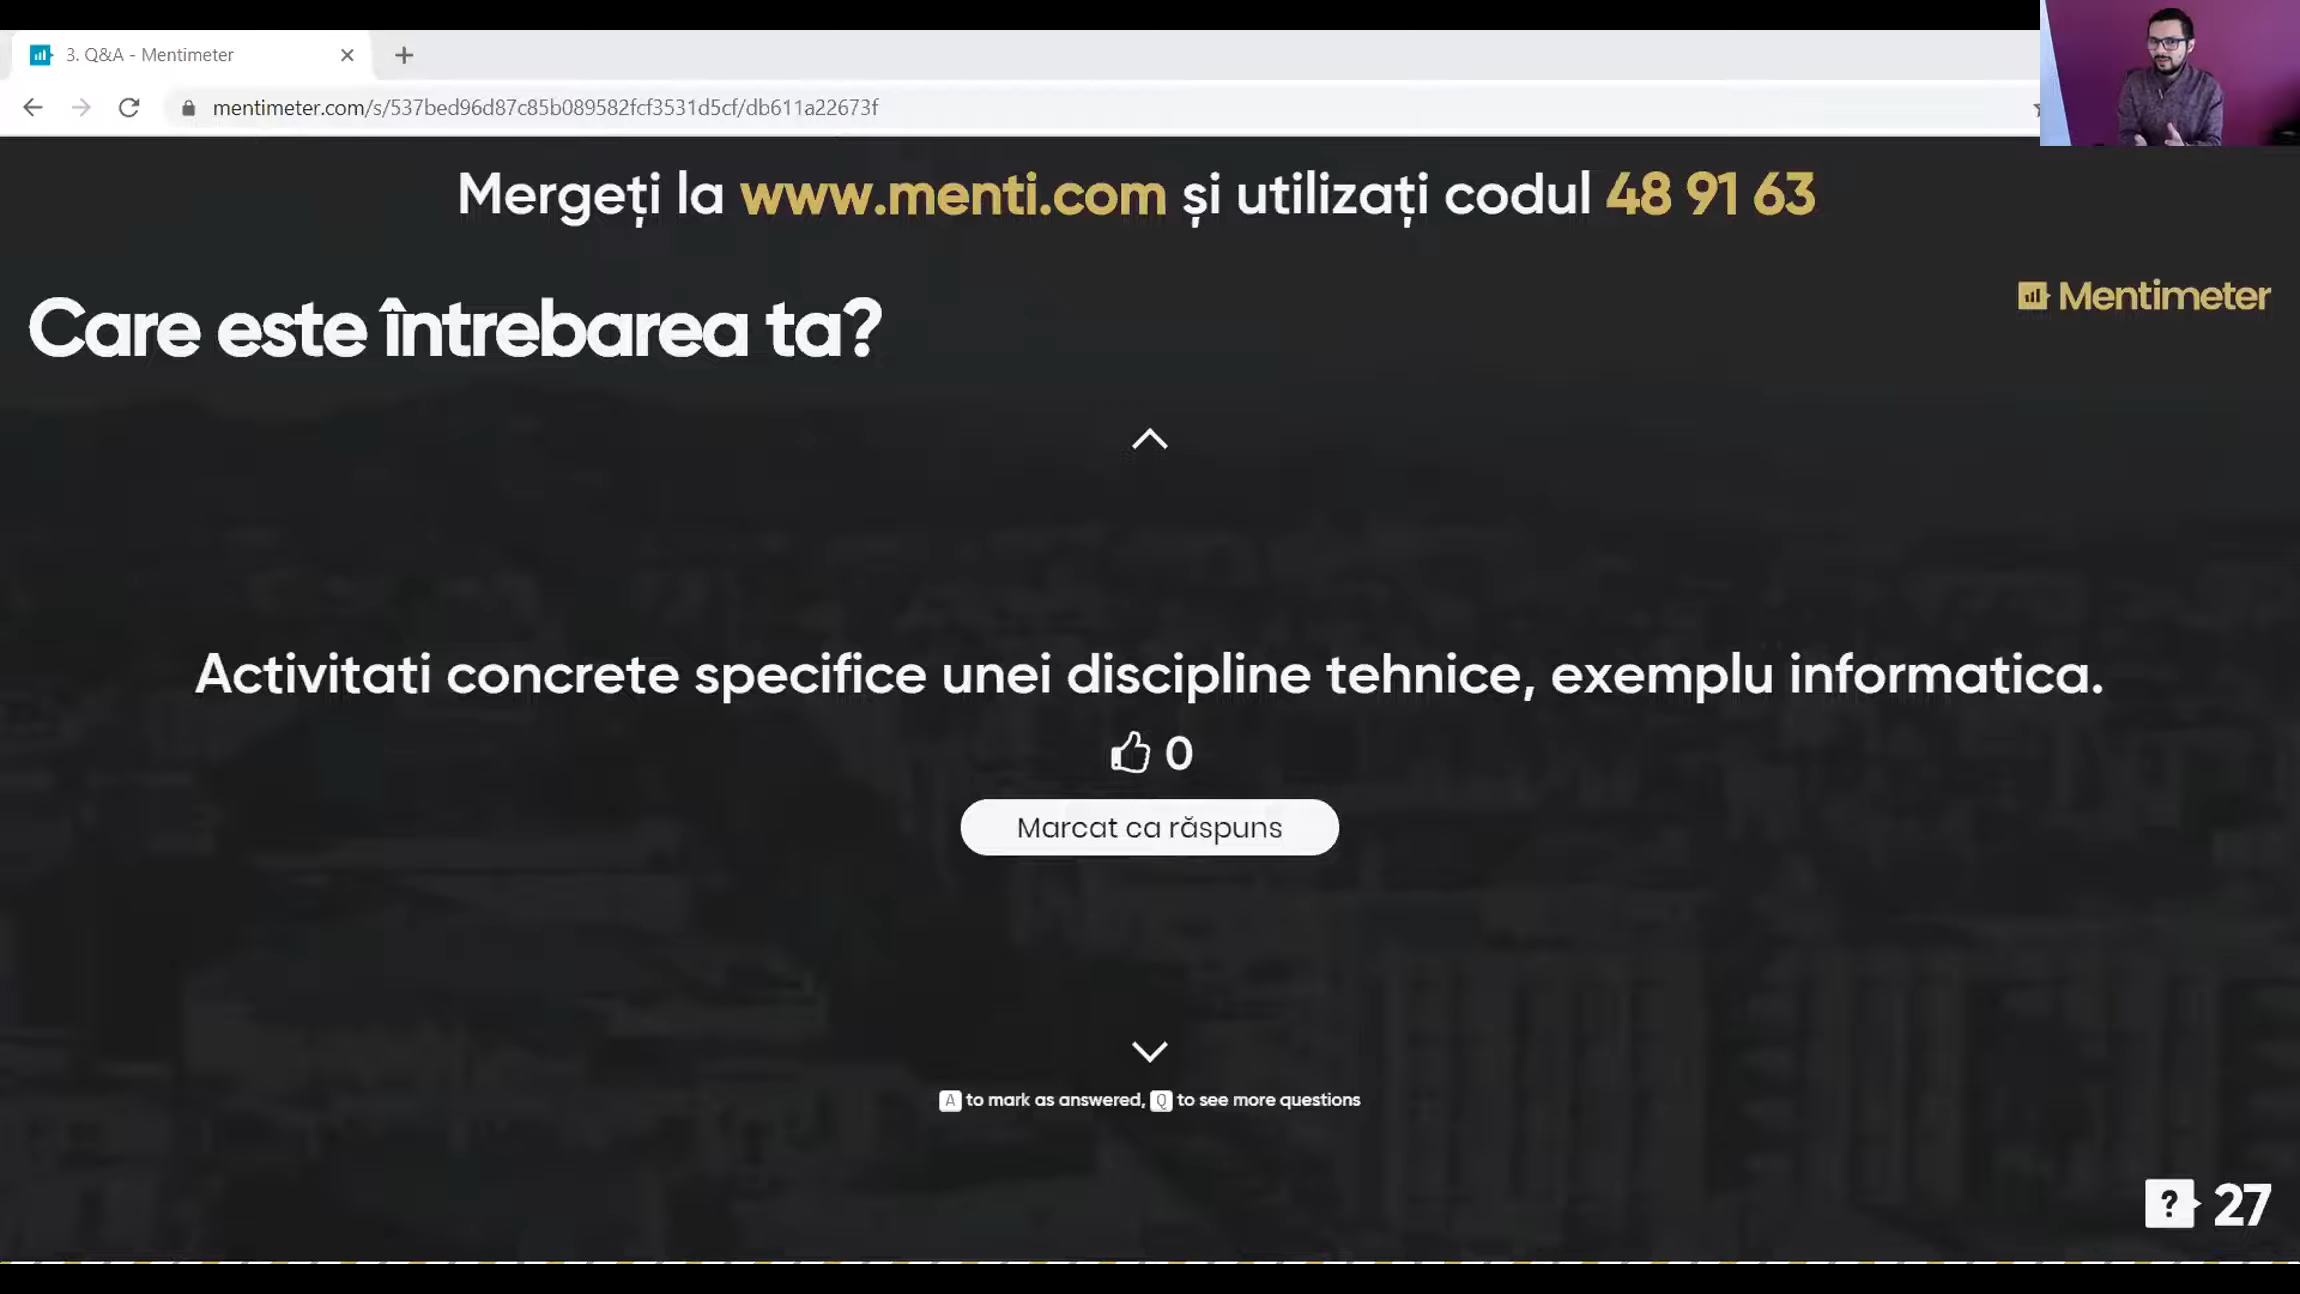 3. Q&A - Mentimeter
mentimeter.com/s/537bed96d87c85b089582fcf3531d5cf/db611a22673f
Mergeți la www.menti.com și utilizați codul 48 91 63
Mentimeter
Care este întrebarea ta?
Activitati concrete specifice unei discipline tehnice, exemplu informatica.
0
Marcat ca răspuns
A to mark as answered, Q to see more questions
? 27